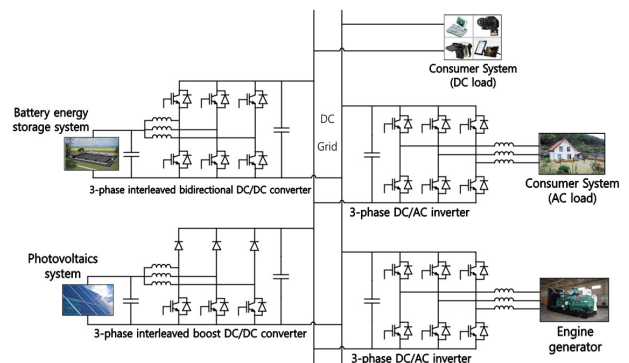 Consumer System
(DC load)
Battery energy
storage system
DC
Grid
3-phase interleaved bidirectional DC/DC converter
Consumer System
(AC load)
3-phase DC/AC inverter
Photovoltaics
system
3-phase interleaved boost DC/DC converter
Engine
generator
3-phase DC/AC inverter